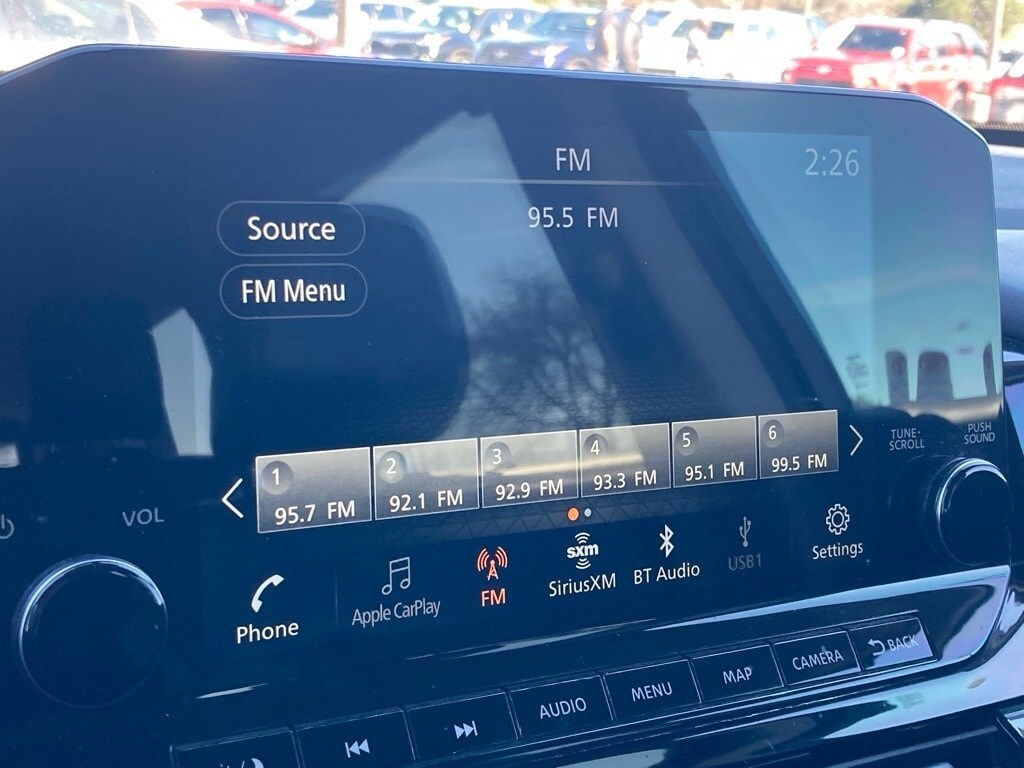 FM
2:26
Source
95.5 FM
FM Menu
TUNE·
SCROLL
PUSH
SOUND
1
95.7 FM
2
92.1 FM
3
92.9 FM
4
93.3 FM
5
95.1 FM
6
99.5 FM
VOL
Phone
Apple CarPlay
FM
sxm
SiriusXM
BT Audio
USB1
Settings
AUDIO
MENU
MAP
CAMERA
BACK